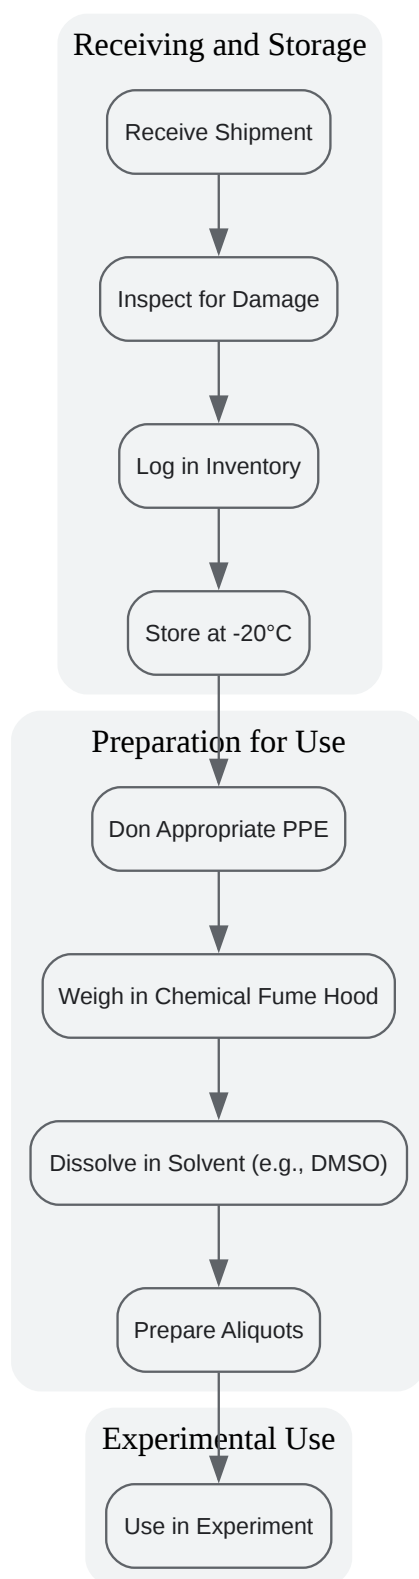 Receiving and Storage
Receive Shipment
Inspect for Damage
Log in Inventory
Store at -20°C
Preparation for Use
Don Appropriate PPE
Weigh in Chemical Fume Hood
Dissolve in Solvent (e.g., DMSO)
Prepare Aliquots
Experimental Use
Use in Experiment